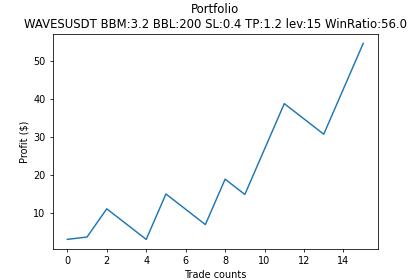 Portfolio
WAVESUSDT BBM:3.2 BBL:200 SL:0.4 TP:1.2 lev:15 WinRatio:56.0
Profit ($)
50
40
30
20
10
0 2 4 6 8 10 12 14
Trade counts